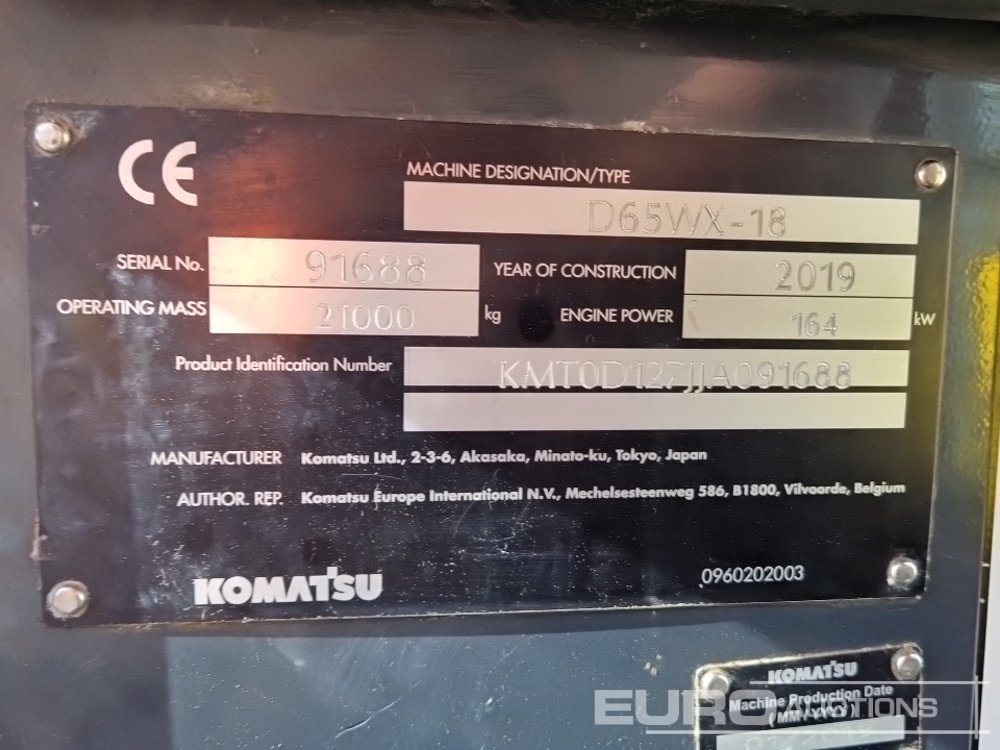 CE
MACHINE DESIGNATION/TYPE
D65WX-18
SERIAL No. 91688 YEAR OF CONSTRUCTION 2019
OPERATING MASS 21000 kg ENGINE POWER 164 kW
Product Identification Number KMT0D127JJA091688
MANUFACTURER Komatsu Ltd., 2-3-6, Akasaka, Minato-ku, Tokyo, Japan
AUTHOR. REP. Komatsu Europe International N.V., Mechelsesteenweg 586, B1800, Vilvoorde, Belgium
KOMATSU
0960202003
KOMATSU
Machine Production Date
(MM/YYYY)
EURO AUCTIONS